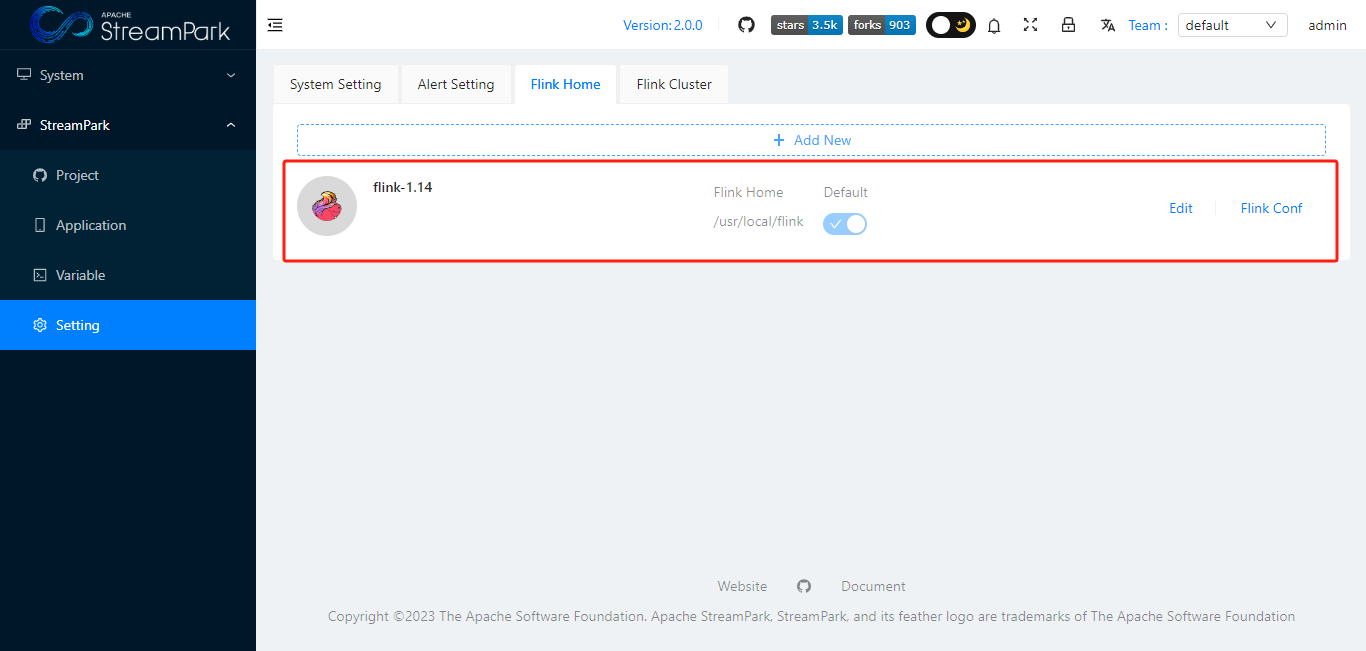 APACHE
StreamPark
Version: 2.0.0
stars 3.5k
forks 903
Team :
default
admin
System
StreamPark
Project
Application
Variable
Setting
System Setting
Alert Setting
Flink Home
Flink Cluster
+ Add New
flink-1.14
Flink Home
/usr/local/flink
Default
Edit
Flink Conf
Website
Document
Copyright ©2023 The Apache Software Foundation. Apache StreamPark, StreamPark, and its feather logo are trademarks of The Apache Software Foundation